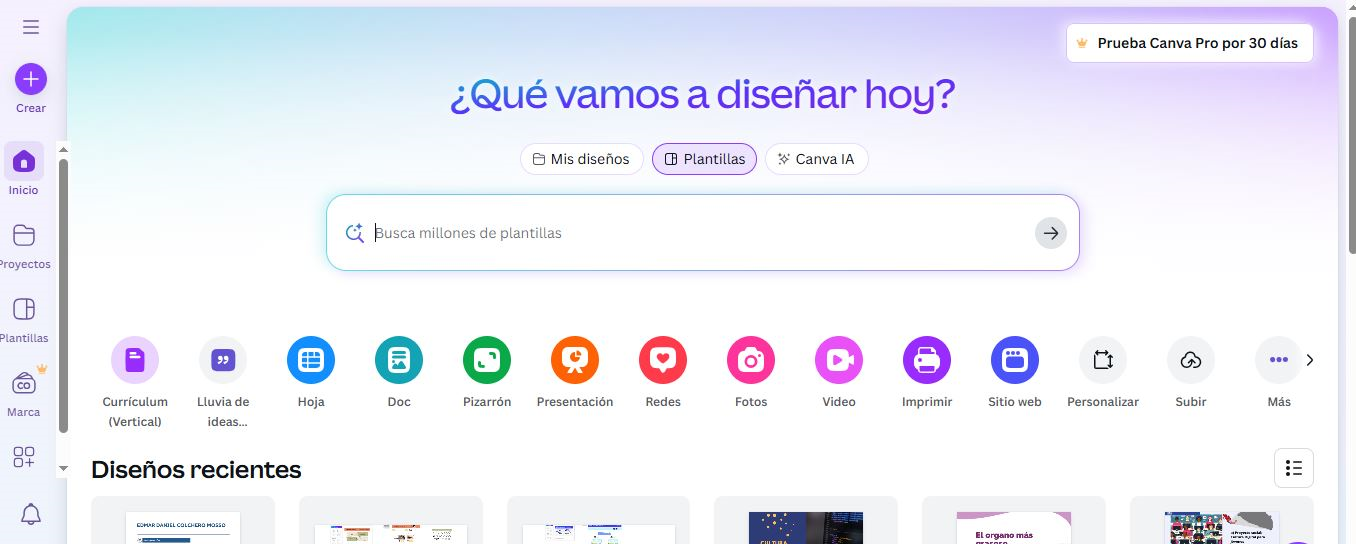 Prueba Canva Pro por 30 días
Crear
¿Qué vamos a diseñar hoy?
Mis diseños
Plantillas
Canva IA
Inicio
Busca millones de plantillas
Proyectos
Plantillas
CO
Marca
Currículum
(Vertical)
Lluvia de
ideas...
Hoja
Doc
Pizarrón
Presentación
Redes
Fotos
Video
Imprimir
Sitio web
Personalizar
Subir
Más
Diseños recientes
EDMAR DANIEL COLCHERO MOSSO
CULTURA
El organo más